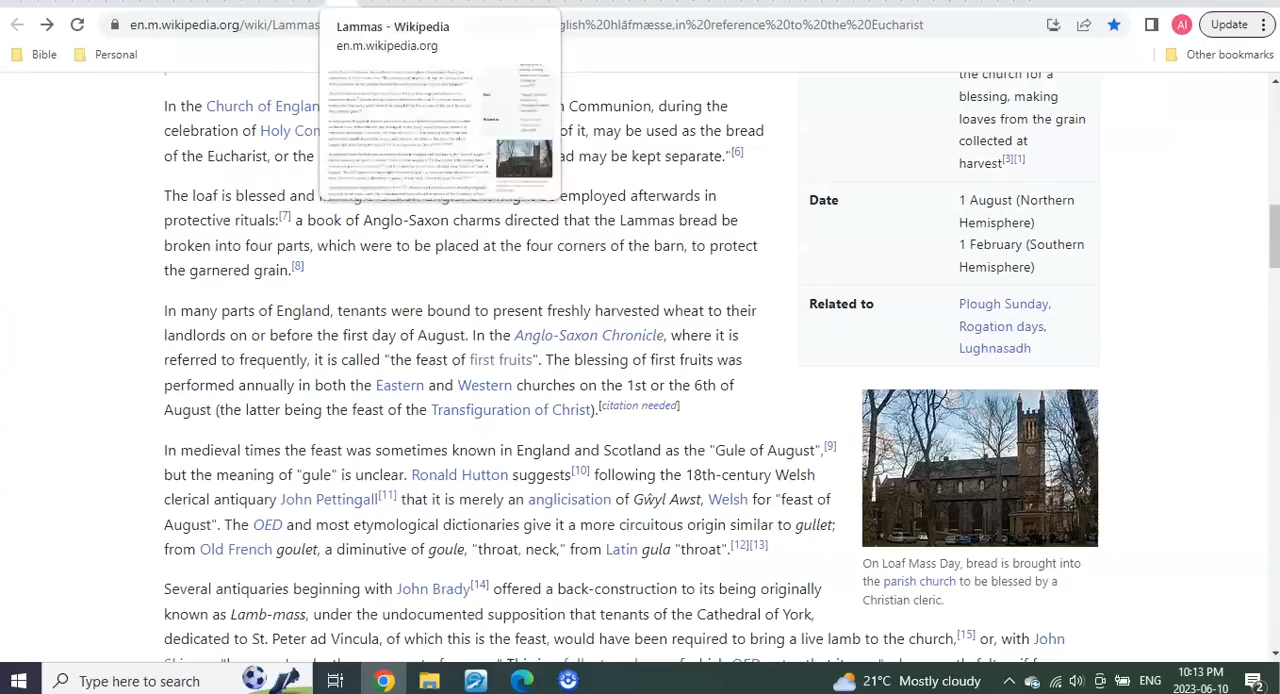 en.m.wikipedia.org/wiki/Lammas
glish%20hlāfmæsse,in%20reference%20to%20the%20Eucharist
AI
Update
Bible
Personal
Other bookmarks
Lammas - Wikipedia
en.m.wikipedia.org
In the Church of Englan
Communion, during the
celebration of Holy Com
of it, may be used as the bread
of the Eucharist, or the
ad may be kept separate."[6]
The loaf is blessed and
employed afterwards in
protective rituals:[7] a book of Anglo-Saxon charms directed that the Lammas bread be
broken into four parts, which were to be placed at the four corners of the barn, to protect
the garnered grain.[8]
In many parts of England, tenants were bound to present freshly harvested wheat to their
landlords on or before the first day of August. In the Anglo-Saxon Chronicle, where it is
referred to frequently, it is called "the feast of first fruits". The blessing of first fruits was
performed annually in both the Eastern and Western churches on the 1st or the 6th of
August (the latter being the feast of the Transfiguration of Christ).[citation needed]
In medieval times the feast was sometimes known in England and Scotland as the "Gule of August",[9]
but the meaning of "gule" is unclear. Ronald Hutton suggests[10] following the 18th-century Welsh
clerical antiquary John Pettingall[11] that it is merely an anglicisation of Gŵyl Awst, Welsh for "feast of
August". The OED and most etymological dictionaries give it a more circuitous origin similar to gullet;
from Old French goulet, a diminutive of goule, "throat, neck," from Latin gula "throat".[12][13]
Several antiquaries beginning with John Brady[14] offered a back-construction to its being originally
known as Lamb-mass, under the undocumented supposition that tenants of the Cathedral of York,
dedicated to St. Peter ad Vincula, of which this is the feast, would have been required to bring a live lamb to the church,[15] or, with John
the church for a
blessing, making
loaves from the grain
collected at
harvest[3][1]
Date
1 August (Northern
Hemisphere)
1 February (Southern
Hemisphere)
Related to
Plough Sunday,
Rogation days,
Lughnasadh
On Loaf Mass Day, bread is brought into
the parish church to be blessed by a
Christian cleric.
Type here to search
21°C Mostly cloudy
ENG
10:13 PM
2023-06-10
2